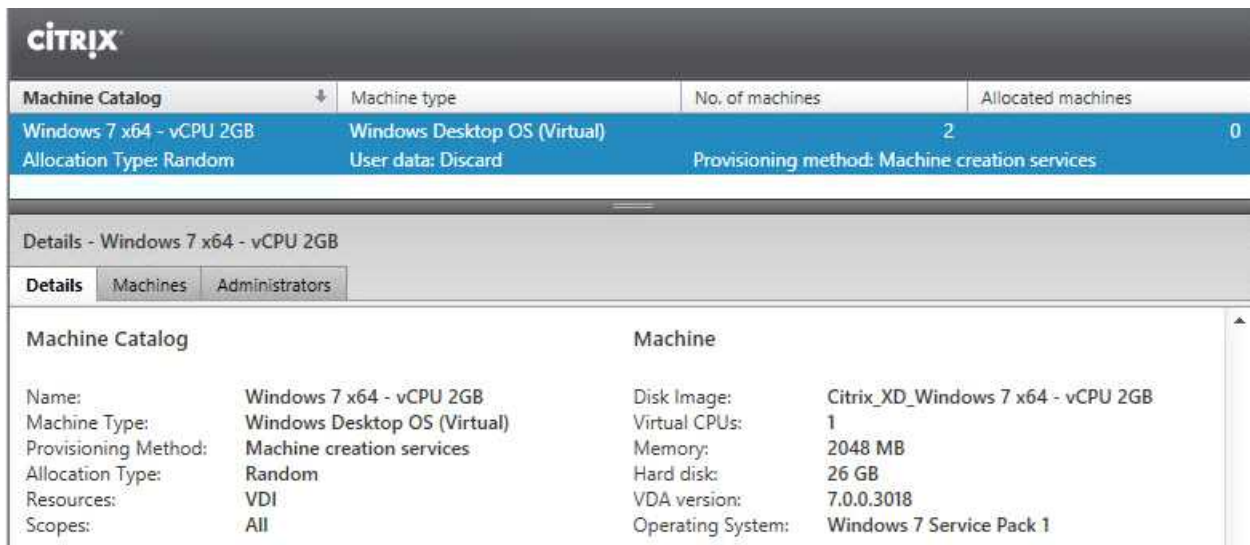 CİTRIX
Machine Catalog Machine type No. of machines Allocated machines
Windows 7 x64 - vCPU 2GB Windows Desktop OS (Virtual) 2 0
Allocation Type: Random User data: Discard Provisioning method: Machine creation services
Details - Windows 7 x64 - vCPU 2GB
Details Machines Administrators
Machine Catalog
Name: Windows 7 x64 - vCPU 2GB
Machine Type: Windows Desktop OS (Virtual)
Provisioning Method: Machine creation services
Allocation Type: Random
Resources: VDI
Scopes: All
Machine
Disk Image: Citrix_XD_Windows 7 x64 - vCPU 2GB
Virtual CPUs: 1
Memory: 2048 MB
Hard disk: 26 GB
VDA version: 7.0.0.3018
Operating System: Windows 7 Service Pack 1